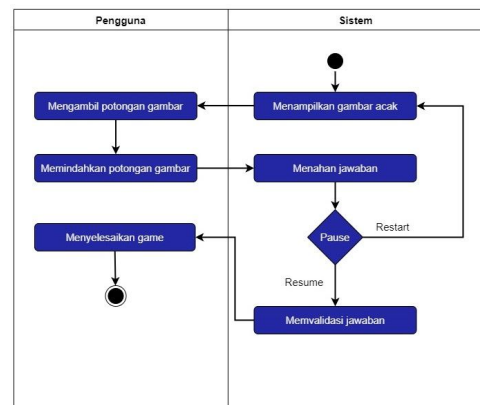 Pengguna
Sistem
Mengambil potongan gambar
Menampilkan gambar acak
Memindahkan potongan gambar
Menahan jawaban
Menyelesaikan game
Pause
Restart
Resume
Memvalidasi jawaban